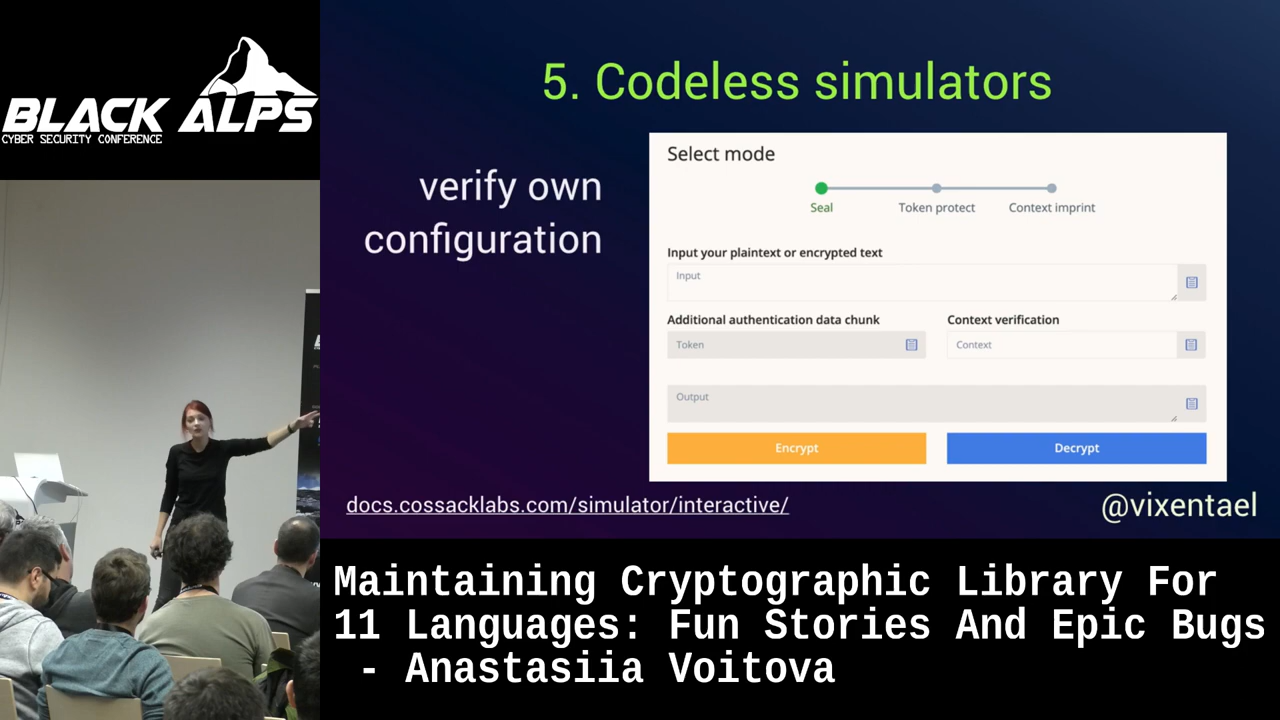 BLACK ALPS
CYBER SECURITY CONFERENCE
5. Codeless simulators
verify own
configuration
Select mode
Seal
Token protect
Context imprint
Input your plaintext or encrypted text
Input
Additional authentication data chunk
Context verification
Token
Context
Output
Encrypt
Decrypt
docs.cossacklabs.com/simulator/interactive/
@vixentael
Maintaining Cryptographic Library For
11 Languages: Fun Stories And Epic Bugs
- Anastasiia Voitova